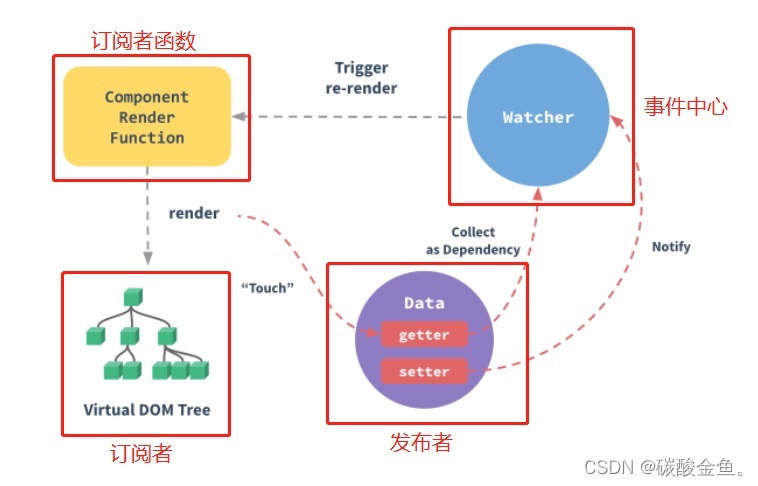 订阅者函数
Component
Render
Function
Trigger
re-render
Watcher
事件中心
render
"Touch"
Collect
as Dependency
Notify
Data
getter
setter
Virtual DOM Tree
订阅者
发布者
CSDN @碳酸金鱼。